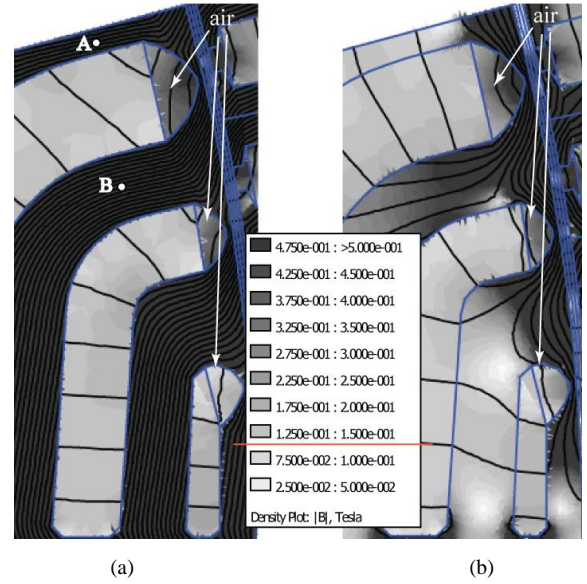 air
air
A
B
4.750e-001 : >5.000e-001
4.250e-001 : 4.500e-001
3.750e-001 : 4.000e-001
3.250e-001 : 3.500e-001
2.750e-001 : 3.000e-001
2.250e-001 : 2.500e-001
1.750e-001 : 2.000e-001
1.250e-001 : 1.500e-001
7.500e-002 : 1.000e-001
2.500e-002 : 5.000e-002
Density Plot: |B|, Tesla
(a)
(b)